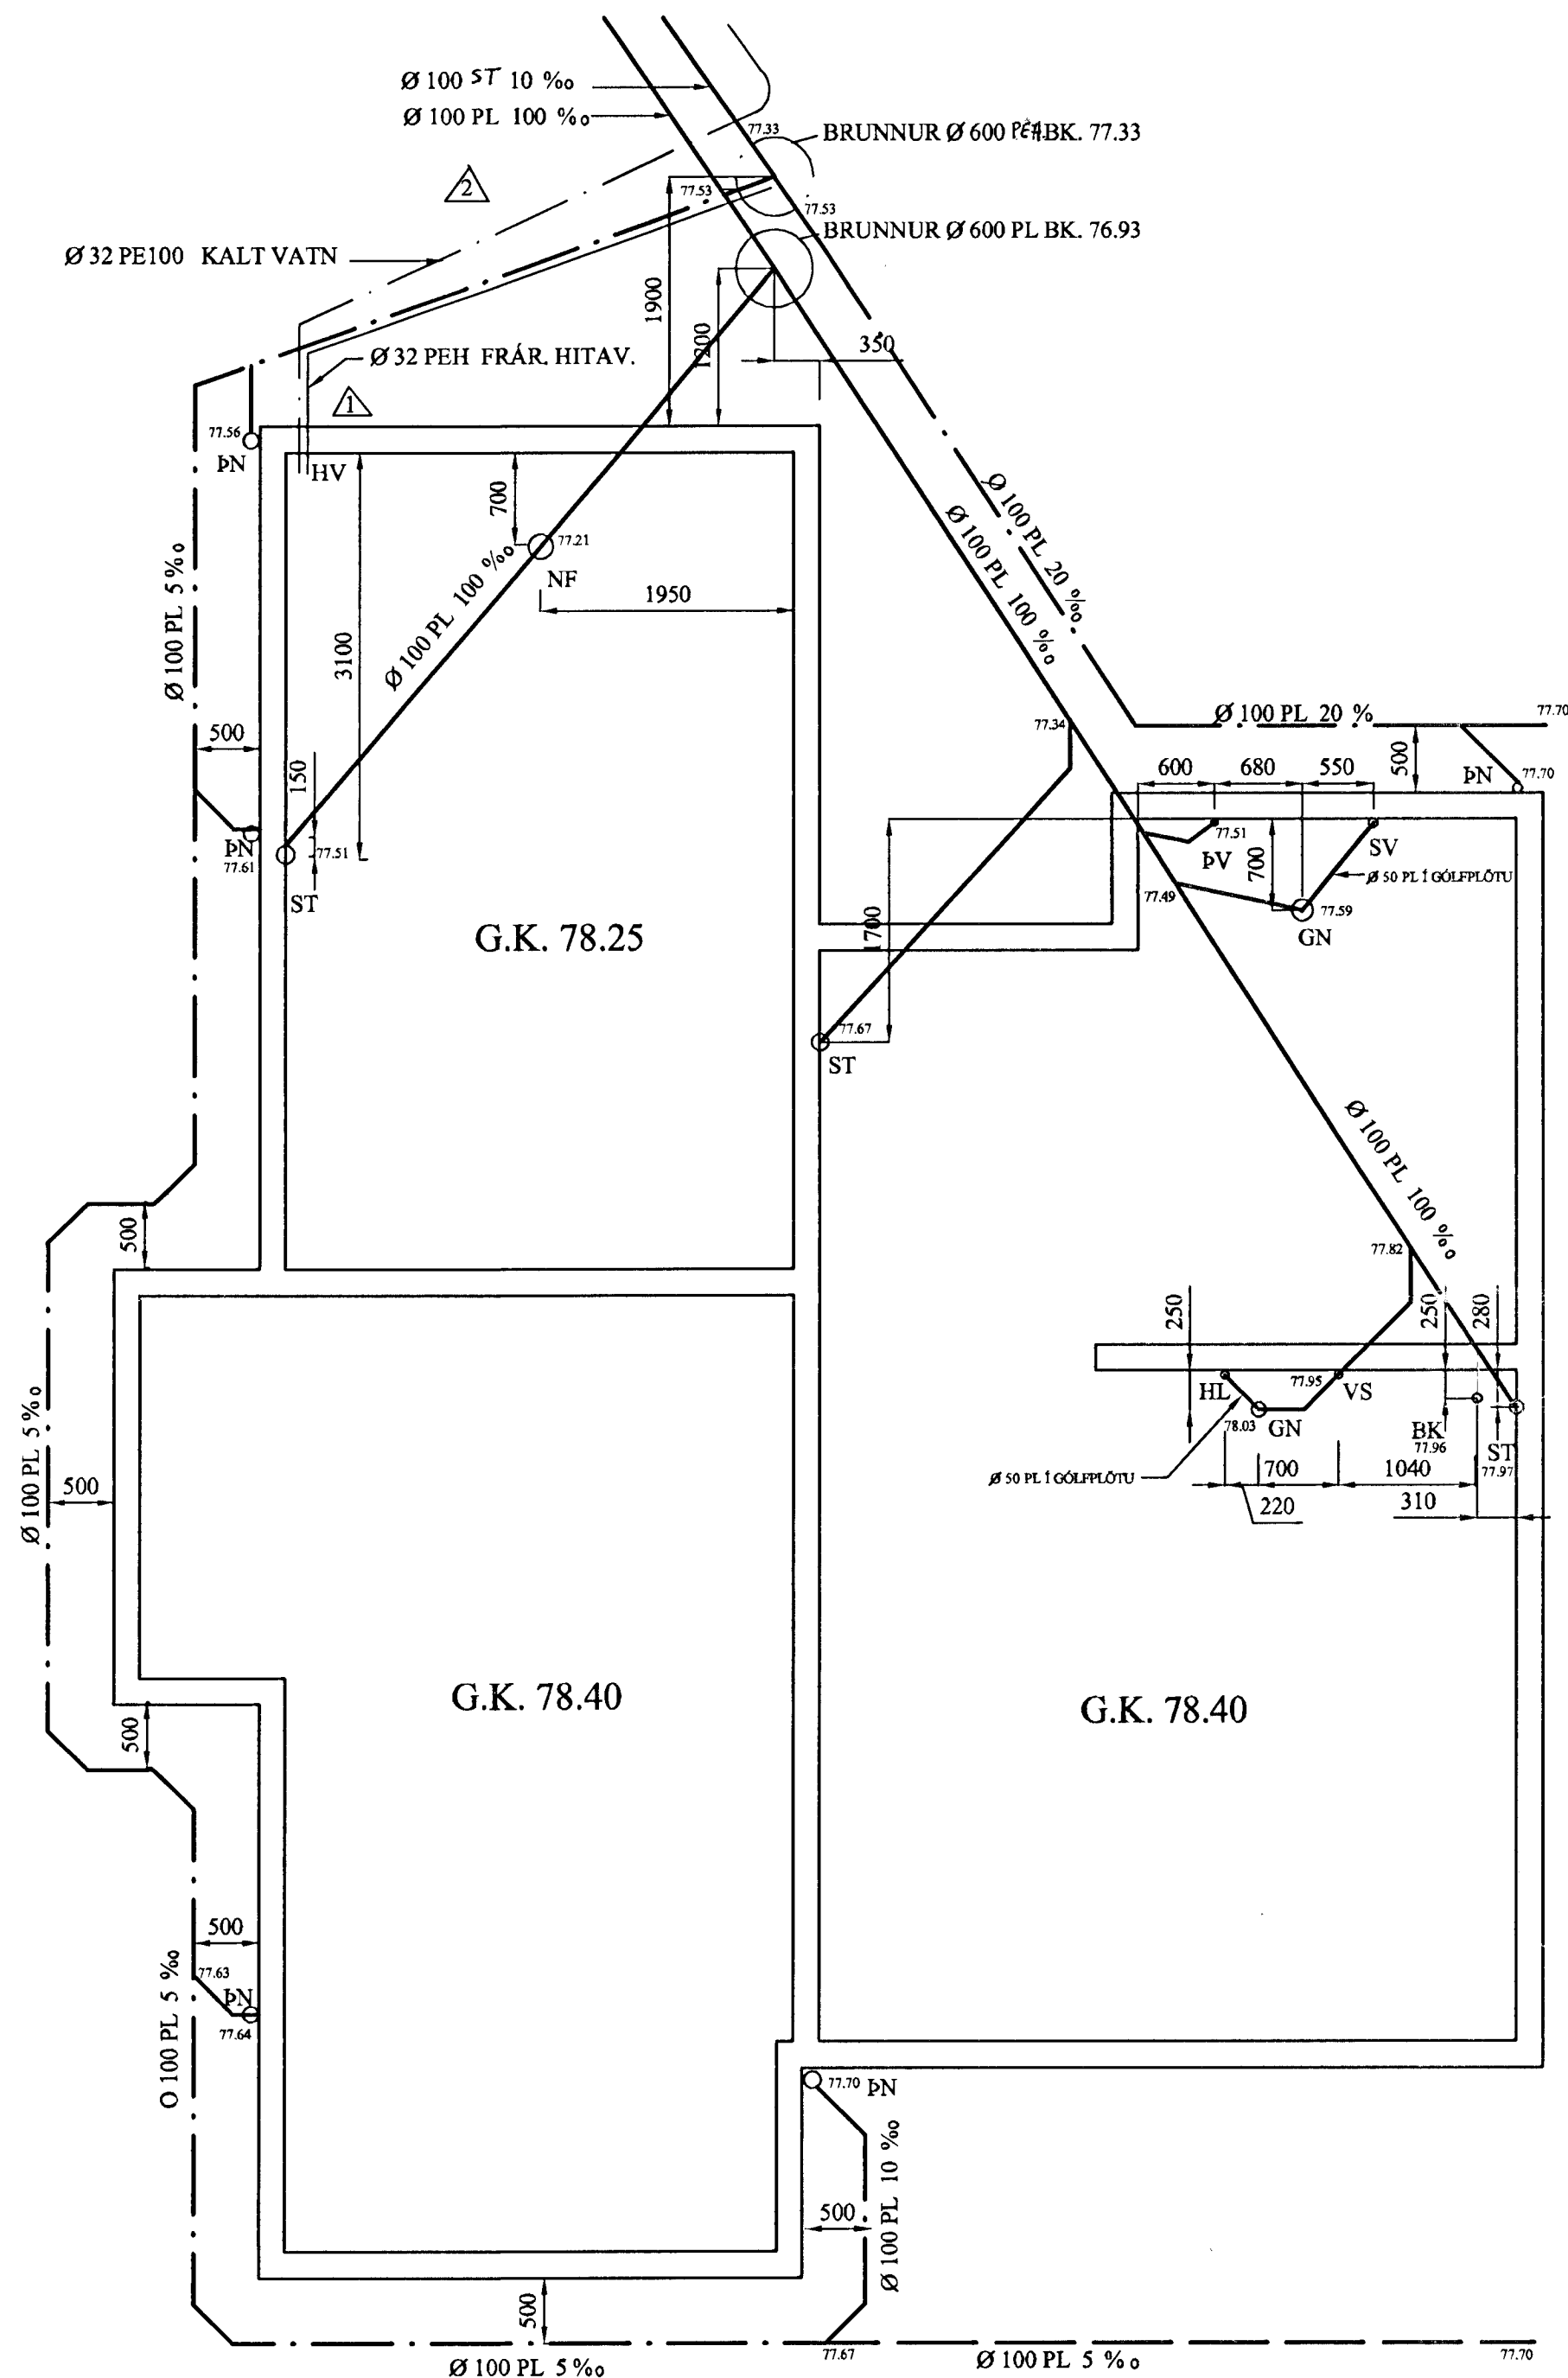 Ø 100 ST 10 ‰
Ø 100 PL 100 ‰
77.33
BRUNNUR Ø 600 PEH BK. 77.33
2
77.53
77.53
BRUNNUR Ø 600 PL BK. 76.93
Ø 32 PE100 KALT VATN
1900
1200
350
Ø 32 PEH FRÁR. HITAV.
1
77.56
ÞN
HV
700
77.21
NF
1950
Ø 100 PL 5 ‰
Ø 100 PL 100 ‰
3100
Ø 100 PL 20 ‰
Ø 100 PL 100 ‰
500
150
ÞN
77.61
77.51
ST
G.K. 78.25
77.34
Ø 100 PL 20 %
77.70
500
ÞN
77.70
600
680
550
77.51
ÞV
700
SV
Ø 50 PL Í GÓLFPLÖTU
77.49
77.59
GN
1700
77.67
ST
Ø 100 PL 100 ‰
500
77.82
250
250
280
HL
77.95
VS
78.03
GN
BK
77.96
ST
77.97
Ø 50 PL Í GÓLFPLÖTU
700
1040
220
310
Ø 100 PL 5 ‰
500
G.K. 78.40
G.K. 78.40
500
500
77.63
ÞN
77.64
O 100 PL 5 ‰
77.70
ÞN
Ø 100 PL 10 ‰
500
500
77.67
77.70
Ø 100 PL 5 ‰
Ø 100 PL 5 ‰